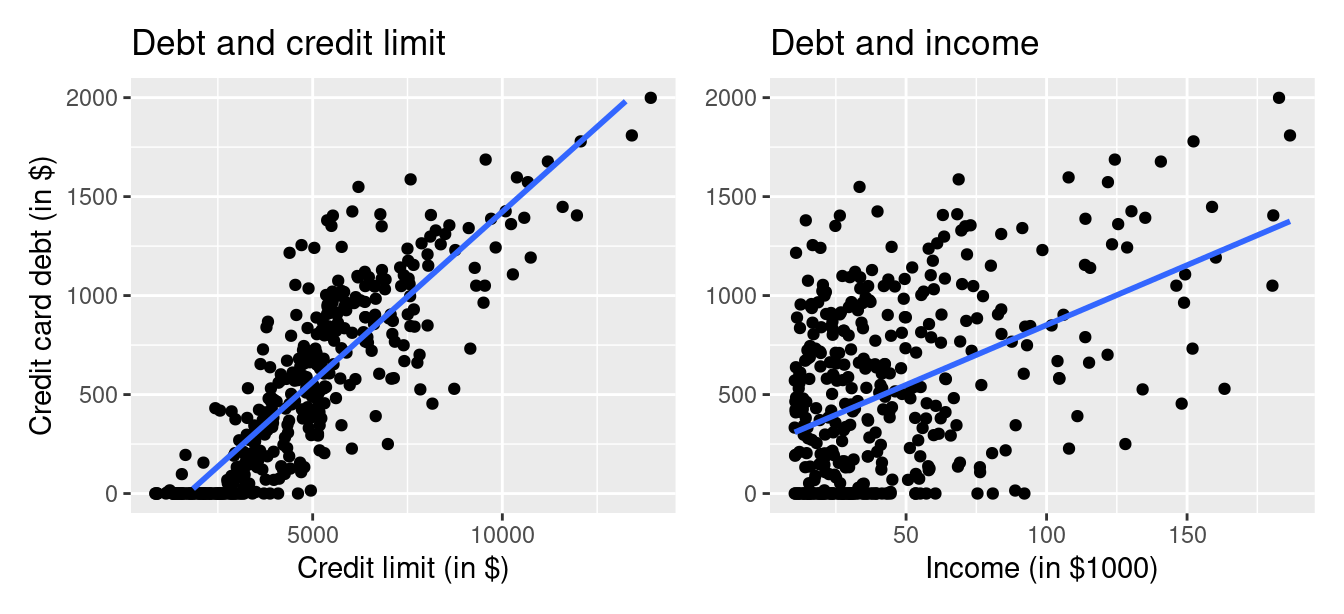 Debt and credit limit
Credit card debt (in $)
2000
1500
1000
500
0
5000 10000
Credit limit (in $)
Debt and income
2000
1500
1000
500
0
50 100 150
Income (in $1000)